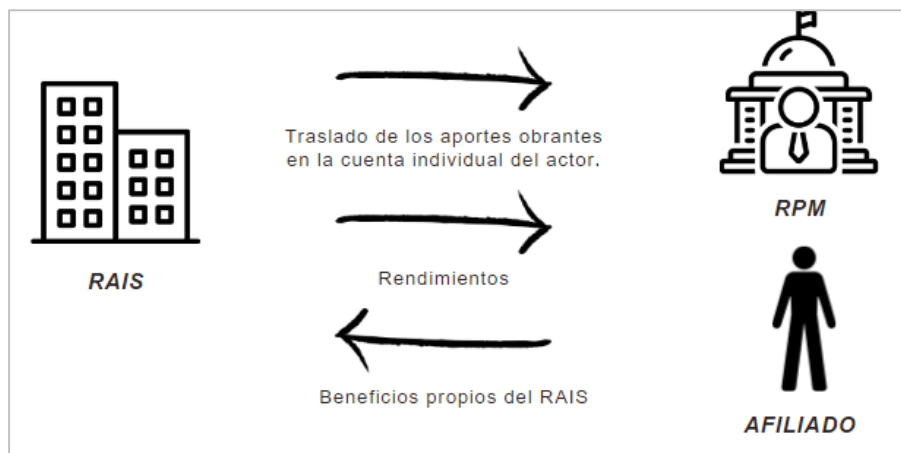 Traslado de los aportes obrantes
en la cuenta individual del actor.
RPM
RAIS
Rendimientos
Beneficios propios del RAIS
AFILIADO